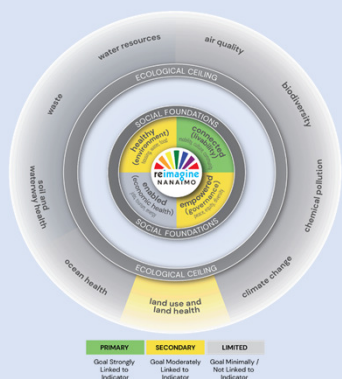 water resources
air quality
waste
biodiversity
ECOLOGICAL CEILING
SOCIAL FOUNDATIONS
healthy
(environment)
connected
(livability)
reimagine
NANAIMO
enabled
(economic health)
empowered
(governance)
SOCIAL FOUNDATIONS
ECOLOGICAL CEILING
soil and
waterway health
chemical pollution
ocean health
climate change
land use and
land health
PRIMARY
SECONDARY
LIMITED
Goal Strongly
Linked to
Indicator
Goal Moderately
Linked to
Indicator
Goal Minimally /
Not Linked to
Indicator